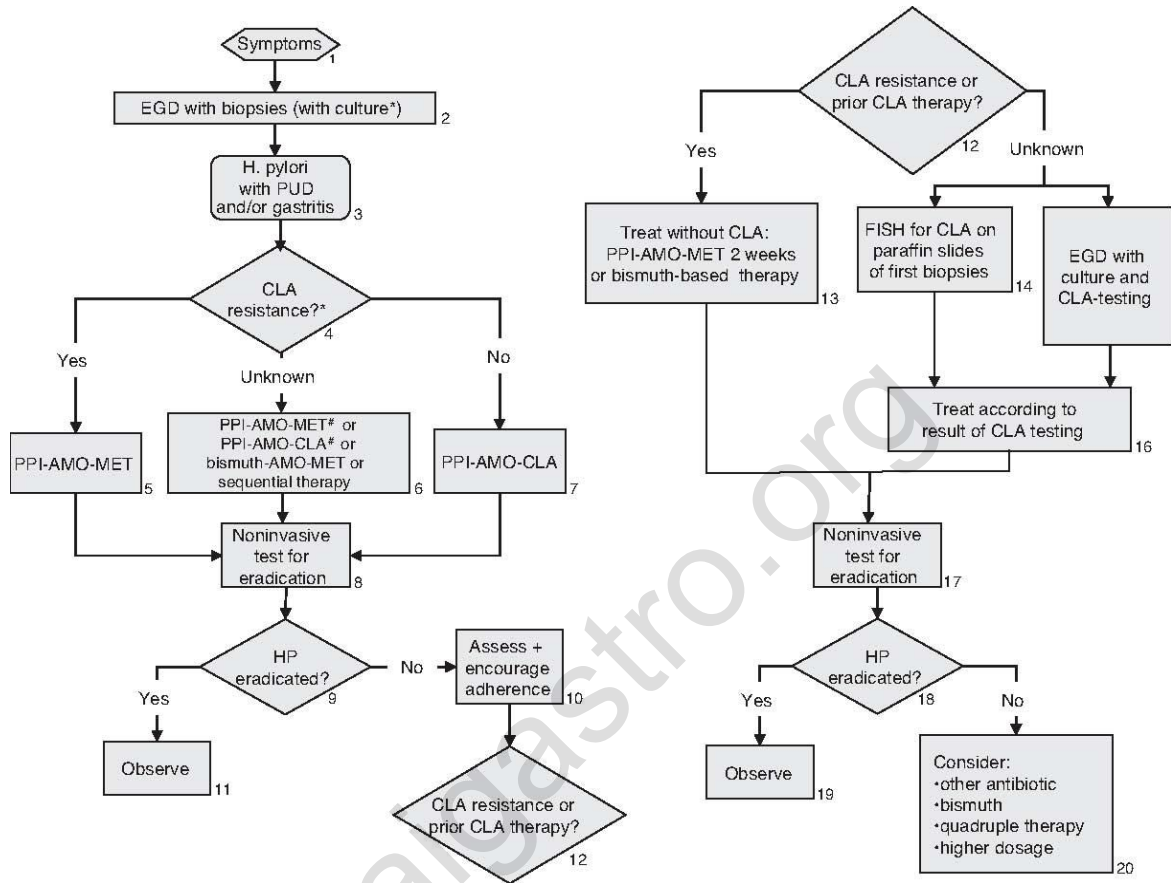 Symptoms
1
EGD with biopsies (with culture*)
2
H. pylori
with PUD
and/or gastritis
3
CLA
resistance?*
4
Yes
Unknown
No
PPI-AMO-MET
5
PPI-AMO-MET# or
PPI-AMO-CLA# or
bismuth-AMO-MET or
sequential therapy
6
PPI-AMO-CLA
7
Noninvasive
test for
eradication
8
HP
eradicated?
9
Yes
No
Assess +
encourage
adherence
10
Observe
11
CLA resistance or
prior CLA therapy?
12
CLA resistance or
prior CLA therapy?
12
Yes
Unknown
Treat without CLA:
PPI-AMO-MET 2 weeks
or bismuth-based therapy
13
FISH for CLA on
paraffin slides
of first biopsies
14
EGD with
culture and
CLA-testing
Treat according to
result of CLA testing
16
Noninvasive
test for
eradication
17
HP
eradicated?
18
Yes
No
Observe
19
Consider:
•other antibiotic
•bismuth
•quadruple therapy
•higher dosage
20
algastro.org